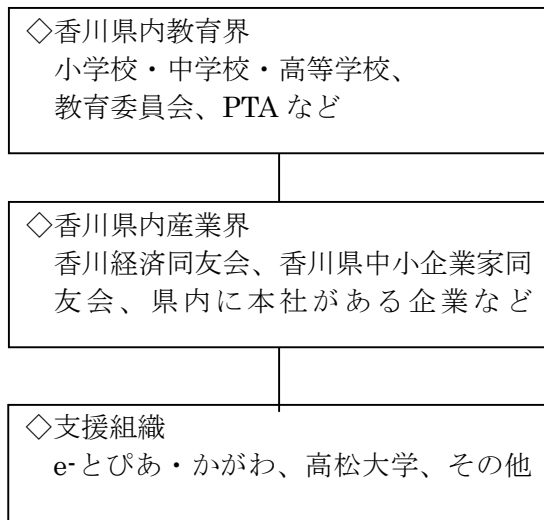 ◇香川県内教育界
小学校・中学校・高等学校、
教育委員会、PTA など
◇香川県内産業界
香川経済同友会、香川県中小企業家同
友会、県内に本社がある企業など
◇支援組織
e-とぴあ・かがわ、高松大学、その他